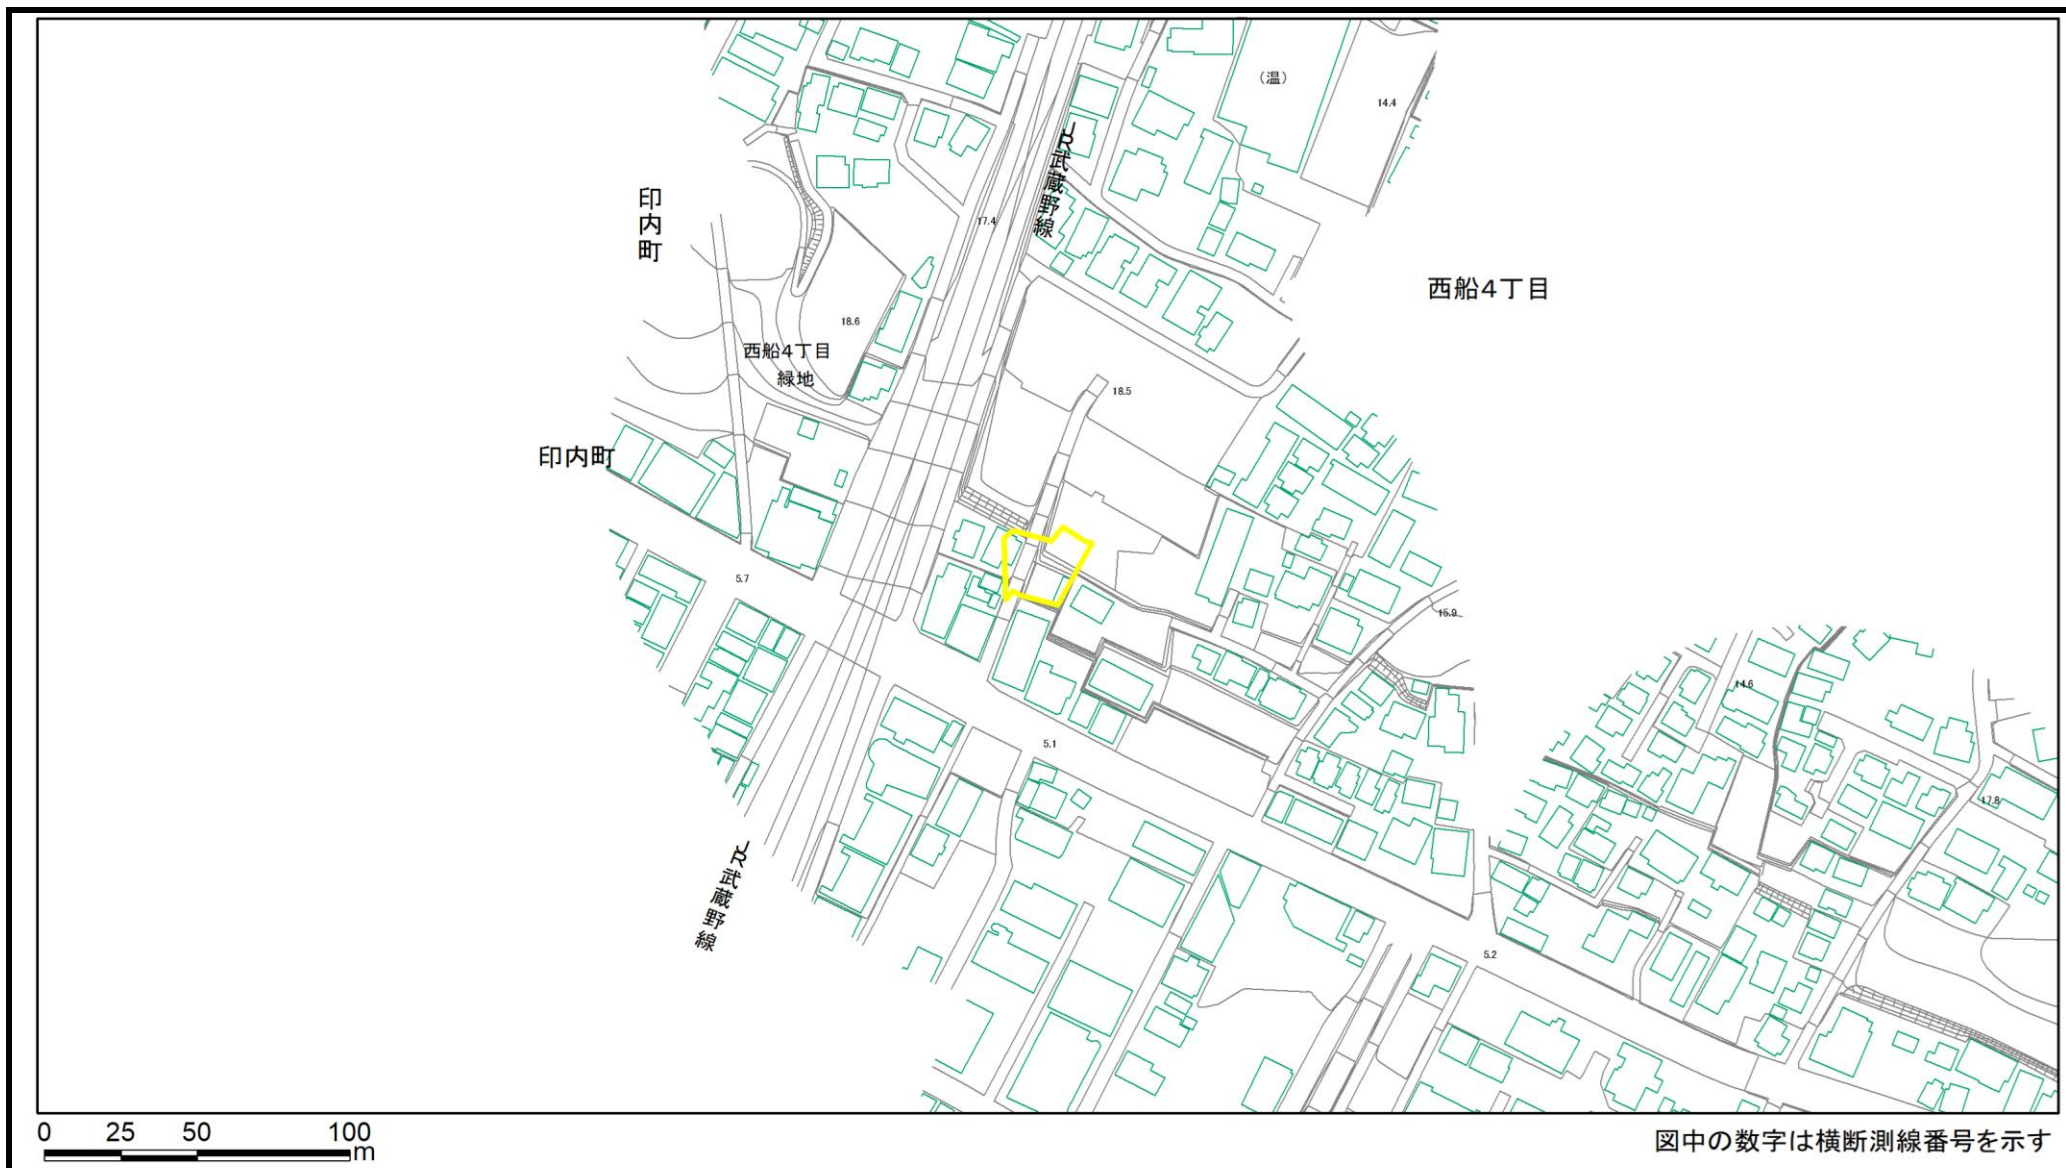 (温)
14.4
JR武蔵野線
印内町
17.4
西船4丁目
18.6
西船4丁目
緑地
18.5
印内町
5.7
15.9
14.6
5.1
17.8
JR武蔵野線
5.2
0 25 50 100
m
図中の数字は横断測線番号を示す